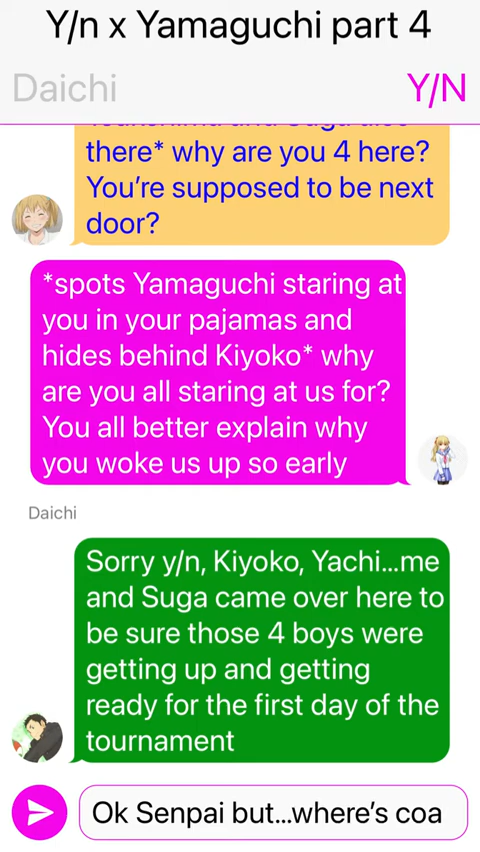 Y/n x Yamaguchi part 4
Daichi
Y/N
there* why are you 4 here?
You’re supposed to be next
door?
*spots Yamaguchi staring at
you in your pajamas and
hides behind Kiyoko* why
are you all staring at us for?
You all better explain why
you woke us up so early
Daichi
Sorry y/n, Kiyoko, Yachi...me
and Suga came over here to
be sure those 4 boys were
getting up and getting
ready for the first day of the
tournament
Ok Senpai but...where’s coa